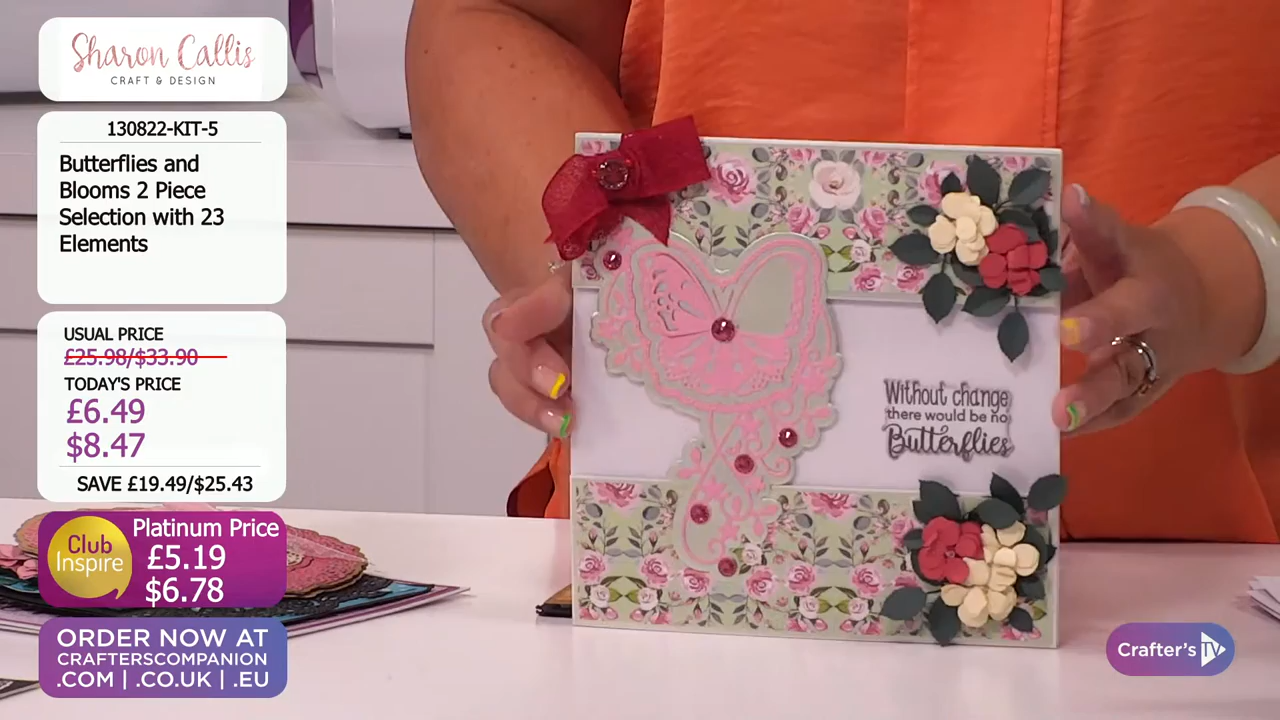 Sharon Callis
CRAFT & DESIGN
130822-KIT-5
Butterflies and
Blooms 2 Piece
Selection with 23
Elements
USUAL PRICE
£25.98/$33.90
TODAY'S PRICE
£6.49
$8.47
SAVE £19.49/$25.43
Club
Inspire
Platinum Price
£5.19
$6.78
ORDER NOW AT
CRAFTERSCOMPANION
.COM | .CO.UK | .EU
Without change
there would be no
Butterflies
Crafter's TV